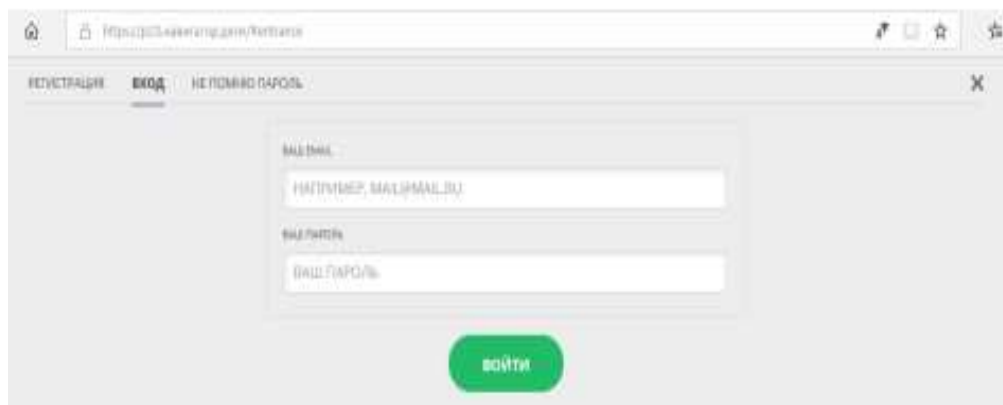 РЕГИСТРАЦИЯ ВХОД НЕ ПОМНЮ ПАРОЛЬ
ВАШ EMAIL
НАПРИМЕР, MAIL@MAIL.RU
ВАШ ПАРОЛЬ
ВАШ ПАРОЛЬ
ВОЙТИ